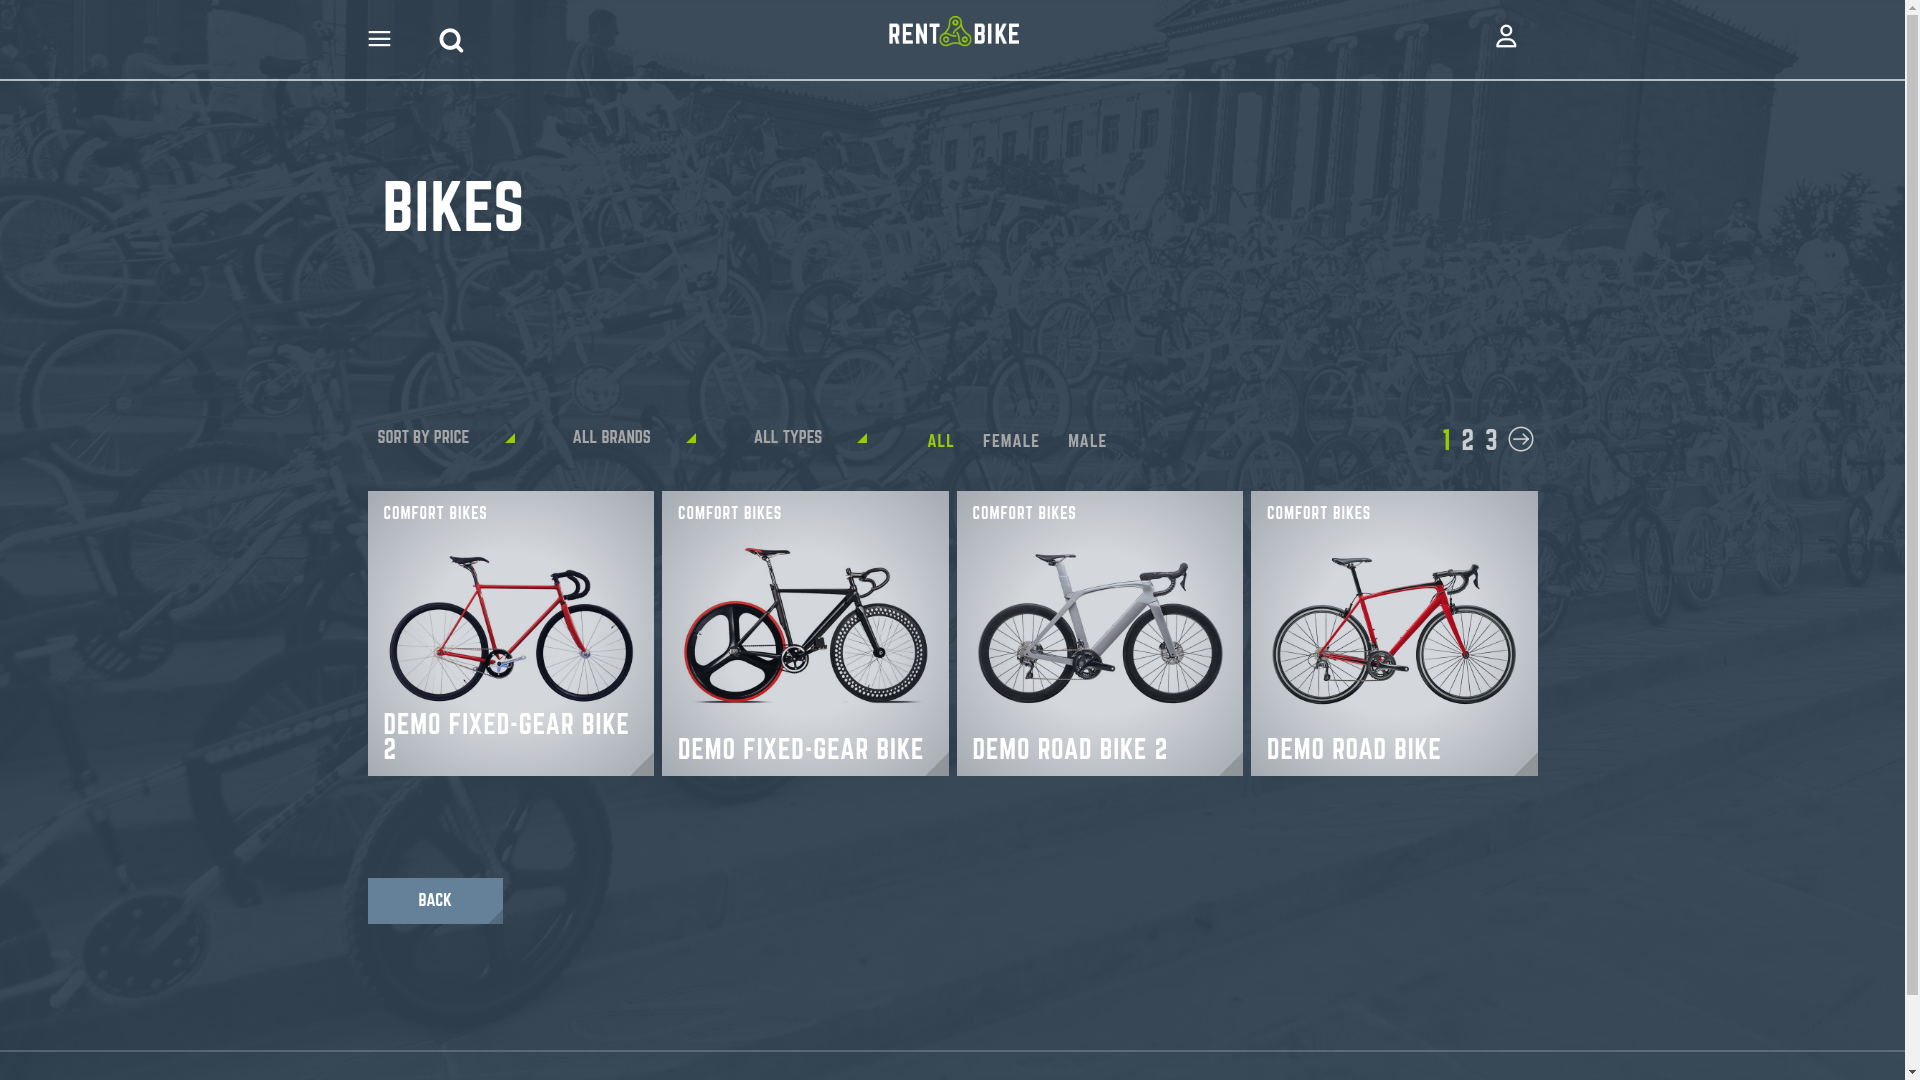 RENT BIKE
BIKES
SORT BY PRICE ALL BRANDS ALL TYPES ALL FEMALE MALE 1 2 3
COMFORT BIKES
DEMO FIXED-GEAR BIKE
2
COMFORT BIKES
DEMO FIXED-GEAR BIKE
COMFORT BIKES
DEMO ROAD BIKE 2
COMFORT BIKES
DEMO ROAD BIKE
BACK